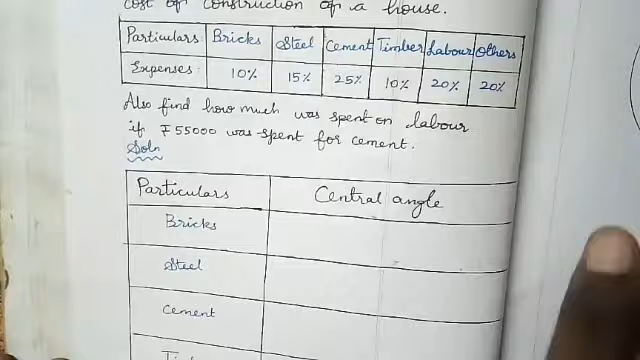 cost of construction of a house.
Particulars Bricks Steel Cement Timber Labour Others
Expenses 10% 15% 25% 10% 20% 20%
Also find how much was spent on labour
if ₹55000 was spent for cement.
Soln
Particulars Central angle
Bricks
Steel
Cement